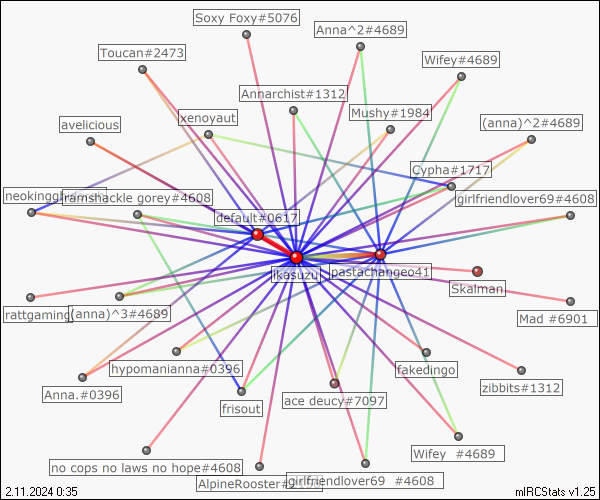 Soxy Foxy#5076
Anna^2#4689
Toucan#2473
Wifey#4689
Annarchist#1312
Mushy#1984
avelicious
xenoyaut
(anna)^2#4689
Cypha#1717
ramshackle gorey#4608
girlfriendlover69#4608
default#0617
ikasuzu
pastachangeo41
Skalman
rattgaming
(anna)^3#4689
Mad #6901
hypomanianna#0396
fakedingo
Anna.#0396
frisout
ace deucy#7097
zibbits#1312
Wifey #4689
no cops no laws no hope#4608
girlfriendlover69 #4608
2.11.2024 0:35
mIRCStats v1.25